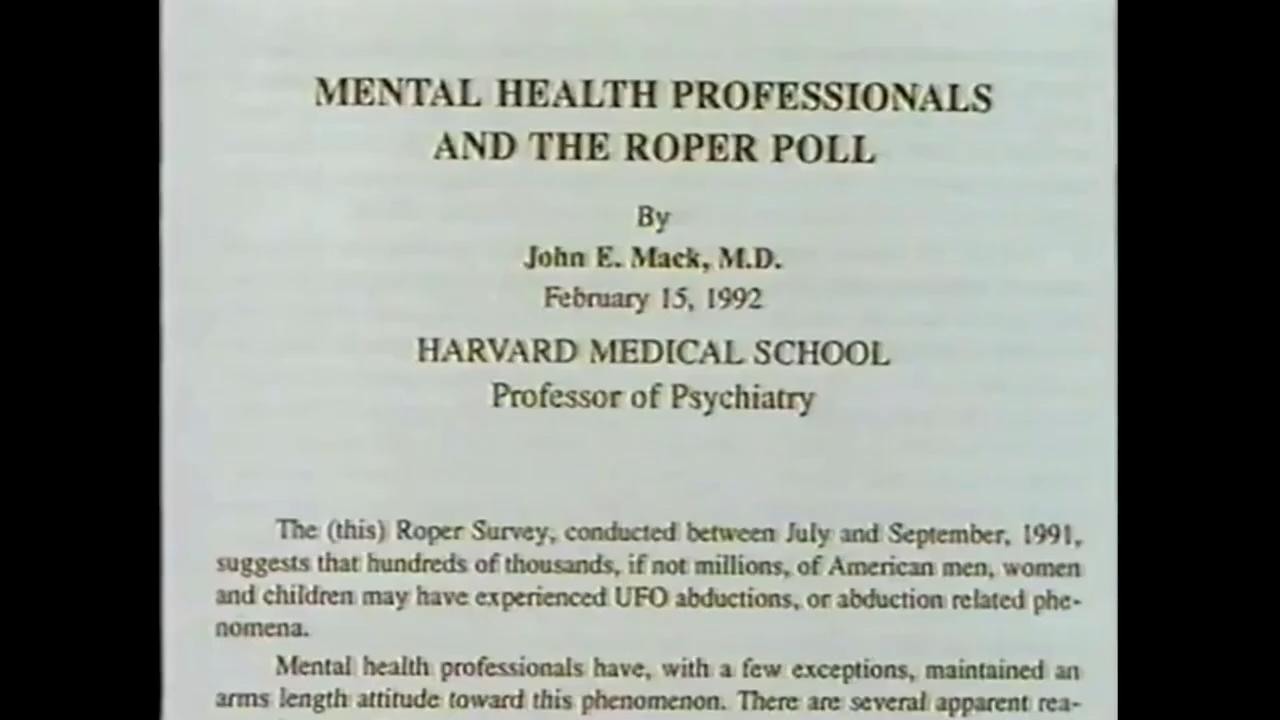 MENTAL HEALTH PROFESSIONALS
AND THE ROPER POLL
By
John E. Mack, M.D.
February 15, 1992
HARVARD MEDICAL SCHOOL
Professor of Psychiatry
The (this) Roper Survey, conducted between July and September, 1991,
suggests that hundreds of thousands, if not millions, of American men, women
and children may have experienced UFO abductions, or abduction related phe-
nomena.
Mental health professionals have, with a few exceptions, maintained an
arms length attitude toward this phenomenon. There are several apparent rea-